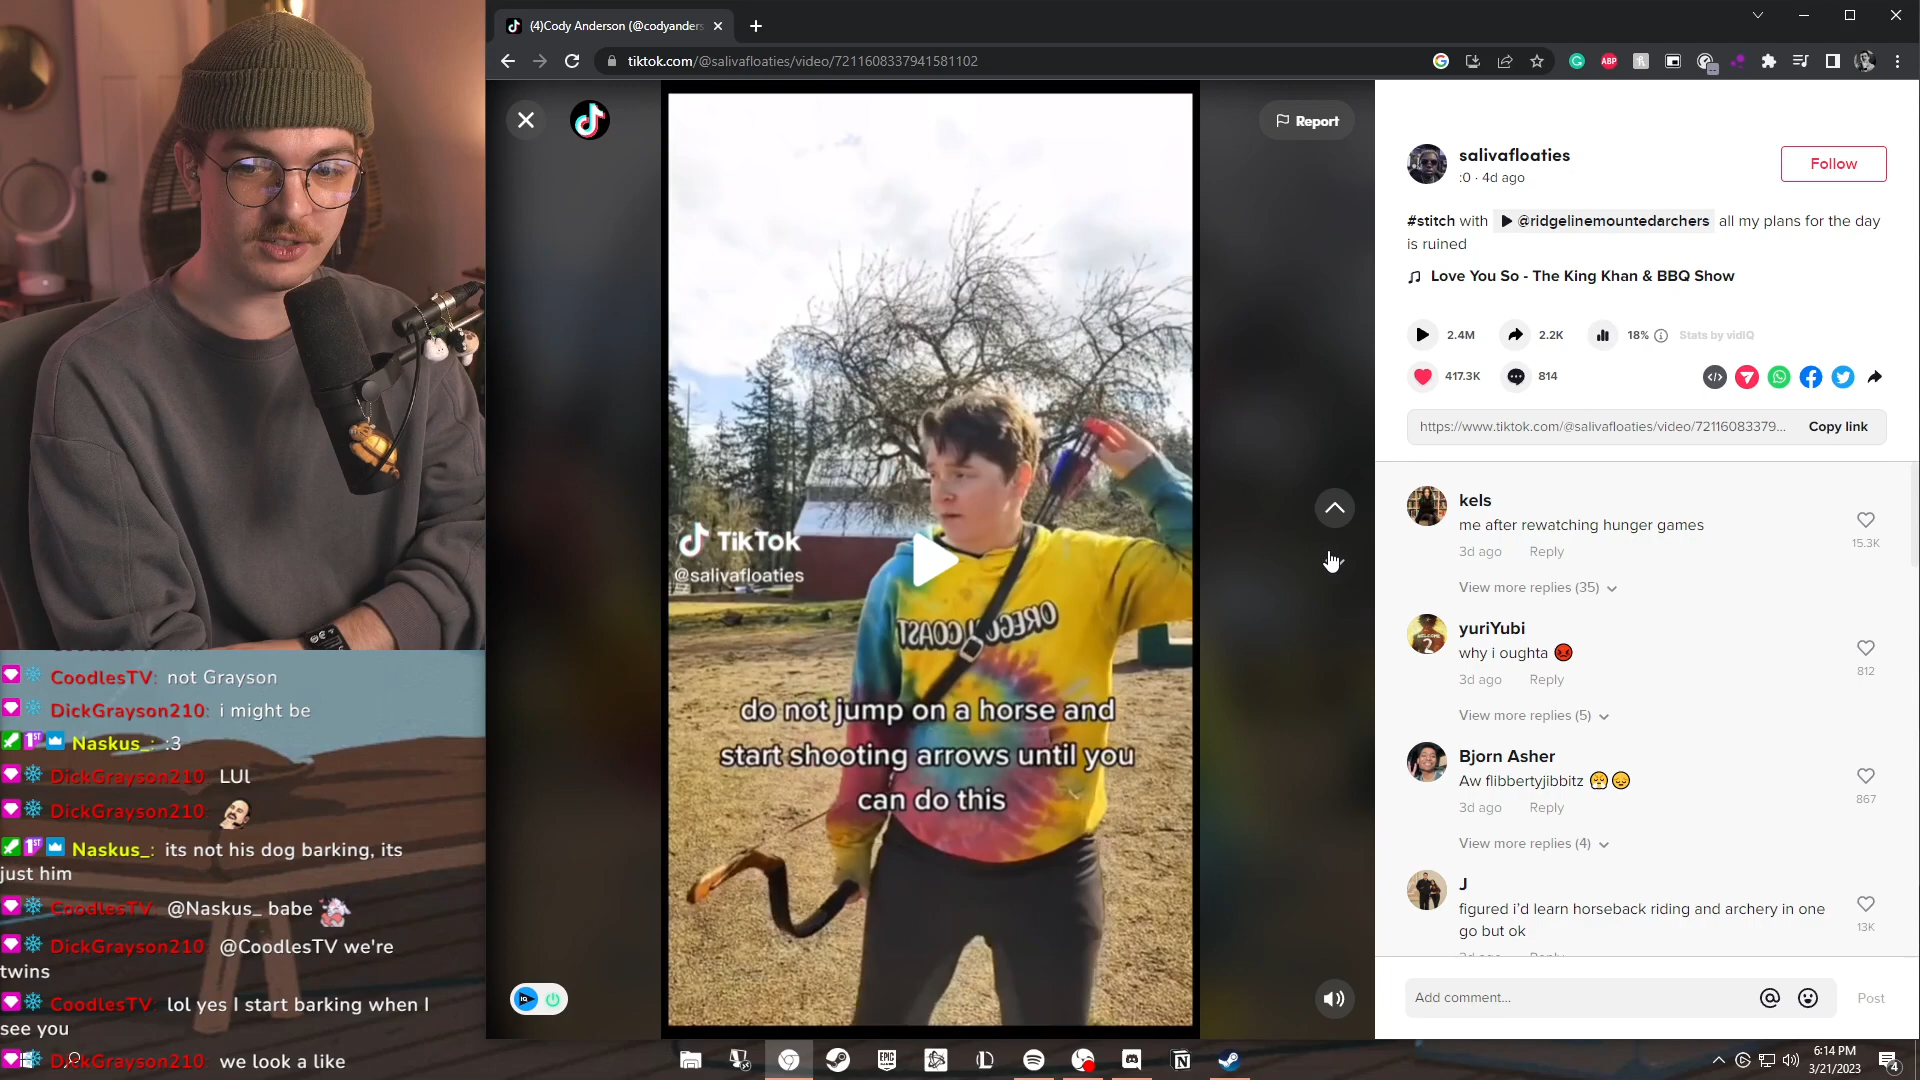 (4)Cody Anderson (@codyanders
tiktok.com/@salivafloaties/video/7211608337941581102
ABP
Report
salivafloaties
:0 · 4d ago
Follow
#stitch with @ridgelinemountedarchers all my plans for the day
is ruined
Love You So - The King Khan & BBQ Show
2.4M
2.2K
18%
Stats by vidIQ
417.3K
814
https://www.tiktok.com/@salivafloaties/video/72116083379... Copy link
TikTok
@salivafloaties
OREGON COAST
do not jump on a horse and
start shooting arrows until you
can do this
kels
me after rewatching hunger games
3d ago Reply
15.3K
View more replies (35)
yuriYubi
why i oughta 😡
3d ago Reply
812
View more replies (5)
Bjorn Asher
Aw flibbertyjibbitz 😤😔
3d ago Reply
867
View more replies (4)
J
figured i'd learn horseback riding and archery in one
go but ok
13K
Add comment...
Post
CoodlesTV: not Grayson
DickGrayson210: i might be
Naskus_: :3
DickGrayson210: LUl
DickGrayson210:
Naskus_: its not his dog barking, its
just him
CoodlesTV: @Naskus_ babe
DickGrayson210: @CoodlesTV we're
twins
CoodlesTV: lol yes I start barking when I
see you
DickGrayson210: we look a like
EPIC
6:14 PM
3/21/2023
4